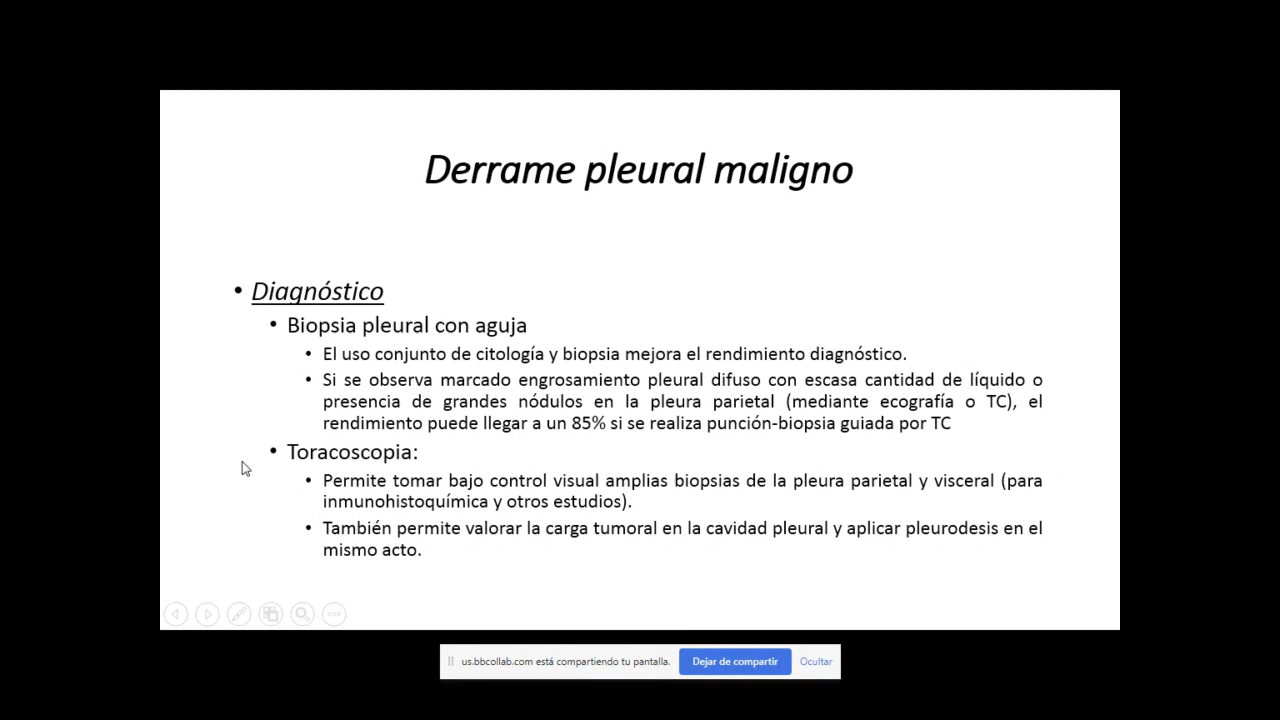 Derrame pleural maligno
• Diagnóstico
• Biopsia pleural con aguja
• El uso conjunto de citología y biopsia mejora el rendimiento diagnóstico.
• Si se observa marcado engrosamiento pleural difuso con escasa cantidad de líquido o
presencia de grandes nódulos en la pleura parietal (mediante ecografía o TC), el
rendimiento puede llegar a un 85% si se realiza punción-biopsia guiada por TC
• Toracoscopia:
• Permite tomar bajo control visual amplias biopsias de la pleura parietal y visceral (para
inmunohistoquímica y otros estudios).
• También permite valorar la carga tumoral en la cavidad pleural y aplicar pleurodesis en el
mismo acto.
us.bbcollab.com está compartiendo tu pantalla. Dejar de compartir Ocultar